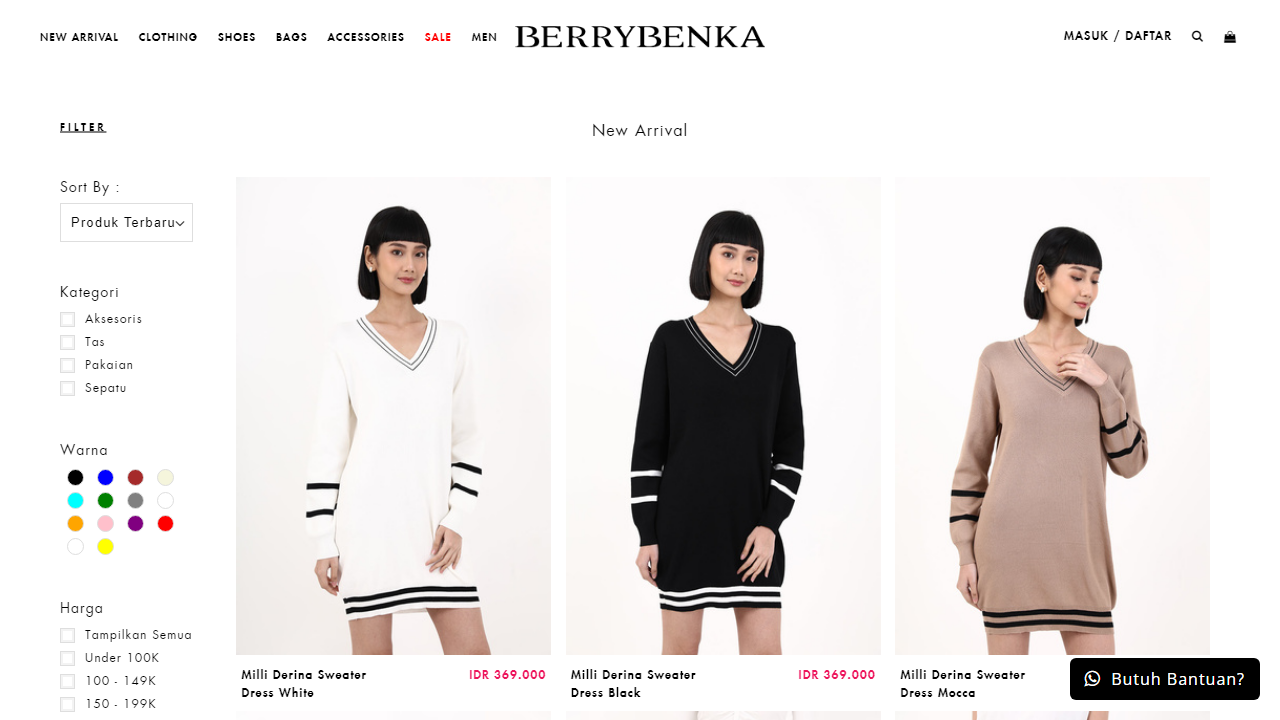 NEW ARRIVAL CLOTHING SHOES BAGS ACCESSORIES SALE MEN BERRYBENKA MASUK / DAFTAR
FILTER
New Arrival
Sort By :
Produk Terbaru
Kategori
Aksesoris
Tas
Pakaian
Sepatu
Warna
Harga
Tampilkan Semua
Under 100K
100 - 149K
150 - 199K
Milli Derina Sweater IDR 369.000
Dress White
Milli Derina Sweater IDR 369.000
Dress Black
Milli Derina Sweater
Dress Mocca
Butuh Bantuan?